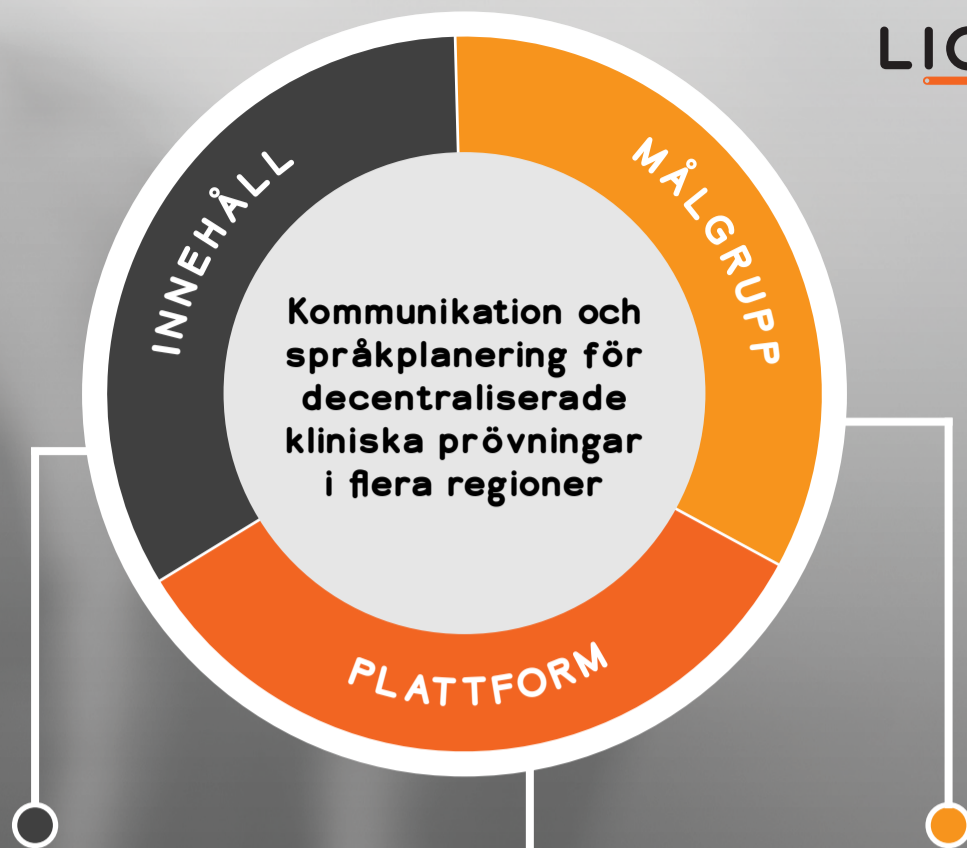 INNEHÅLL
MÅLGRUPP
Kommunikation och
språkplanering för
decentraliserade
kliniska prövningar
i flera regioner
PLATTFORM